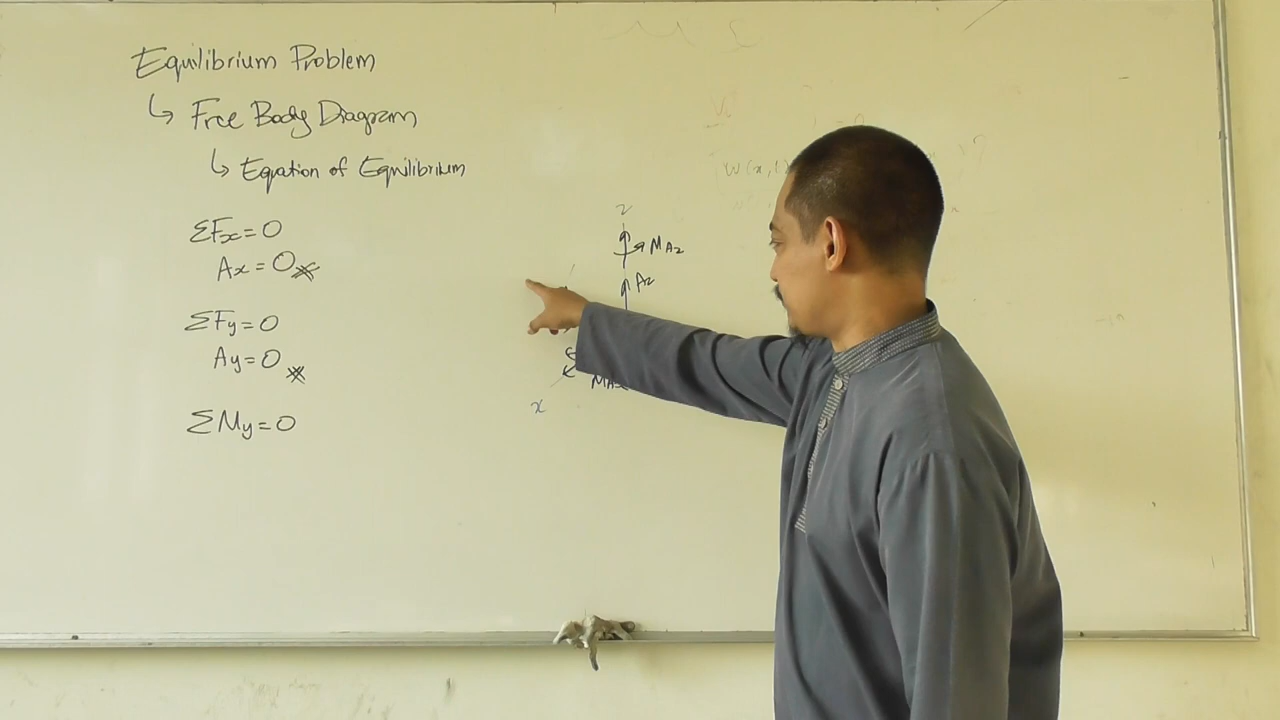 Equilibrium Problem
↳ Free Body Diagram
↳ Equation of Equilibrium
ΣFx = 0
Ax = 0
ΣFy = 0
Ay = 0
ΣMy = 0
z
MAz
Az
x